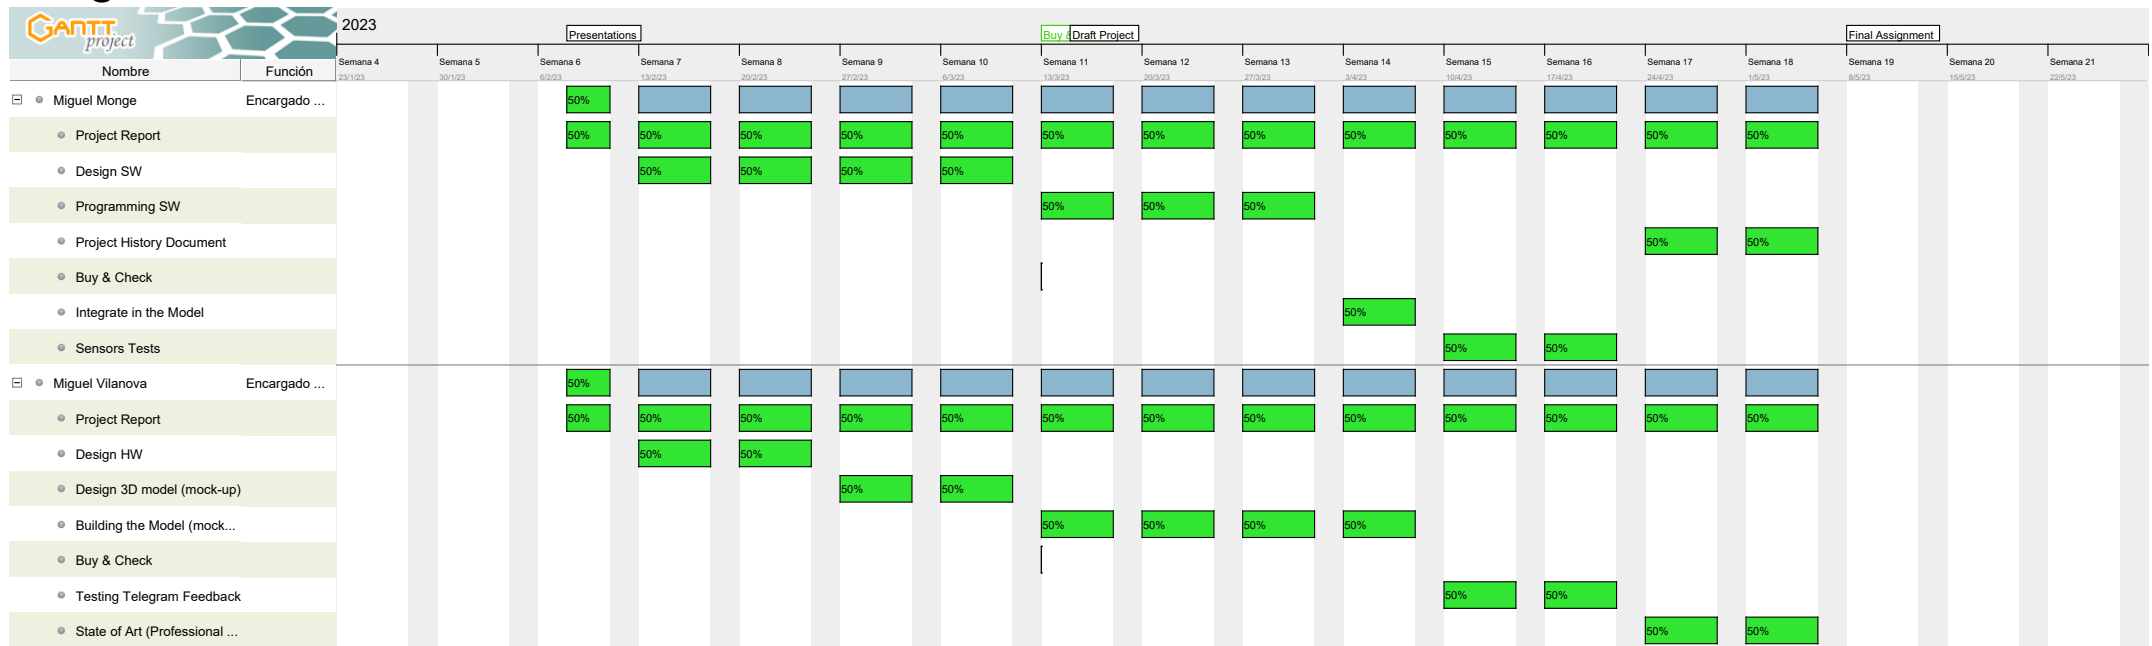 GANTT
project
2023
Presentations
Buy & Draft Project
Final Assignment
Nombre Función
Semana 4 Semana 5 Semana 6 Semana 7 Semana 8 Semana 9 Semana 10 Semana 11 Semana 12 Semana 13 Semana 14 Semana 15 Semana 16 Semana 17 Semana 18 Semana 19 Semana 20 Semana 21
23/1/23 30/1/23 6/2/23 13/2/23 20/2/23 27/2/23 6/3/23 13/3/23 20/3/23 27/3/23 3/4/23 10/4/23 17/4/23 24/4/23 1/5/23 8/5/23 15/5/23 22/5/23
Miguel Monge Encargado ... 50%
Project Report 50% 50% 50% 50% 50% 50% 50% 50% 50% 50% 50% 50% 50%
Design SW 50% 50% 50% 50%
Programming SW 50% 50% 50%
Project History Document 50% 50%
Buy & Check
Integrate in the Model 50%
Sensors Tests 50% 50%
Miguel Vilanova Encargado ... 50%
Project Report 50% 50% 50% 50% 50% 50% 50% 50% 50% 50% 50% 50% 50%
Design HW 50% 50%
Design 3D model (mock-up) 50% 50%
Building the Model (mock... 50% 50% 50% 50%
Buy & Check
Testing Telegram Feedback 50% 50%
State of Art (Professional ... 50% 50%